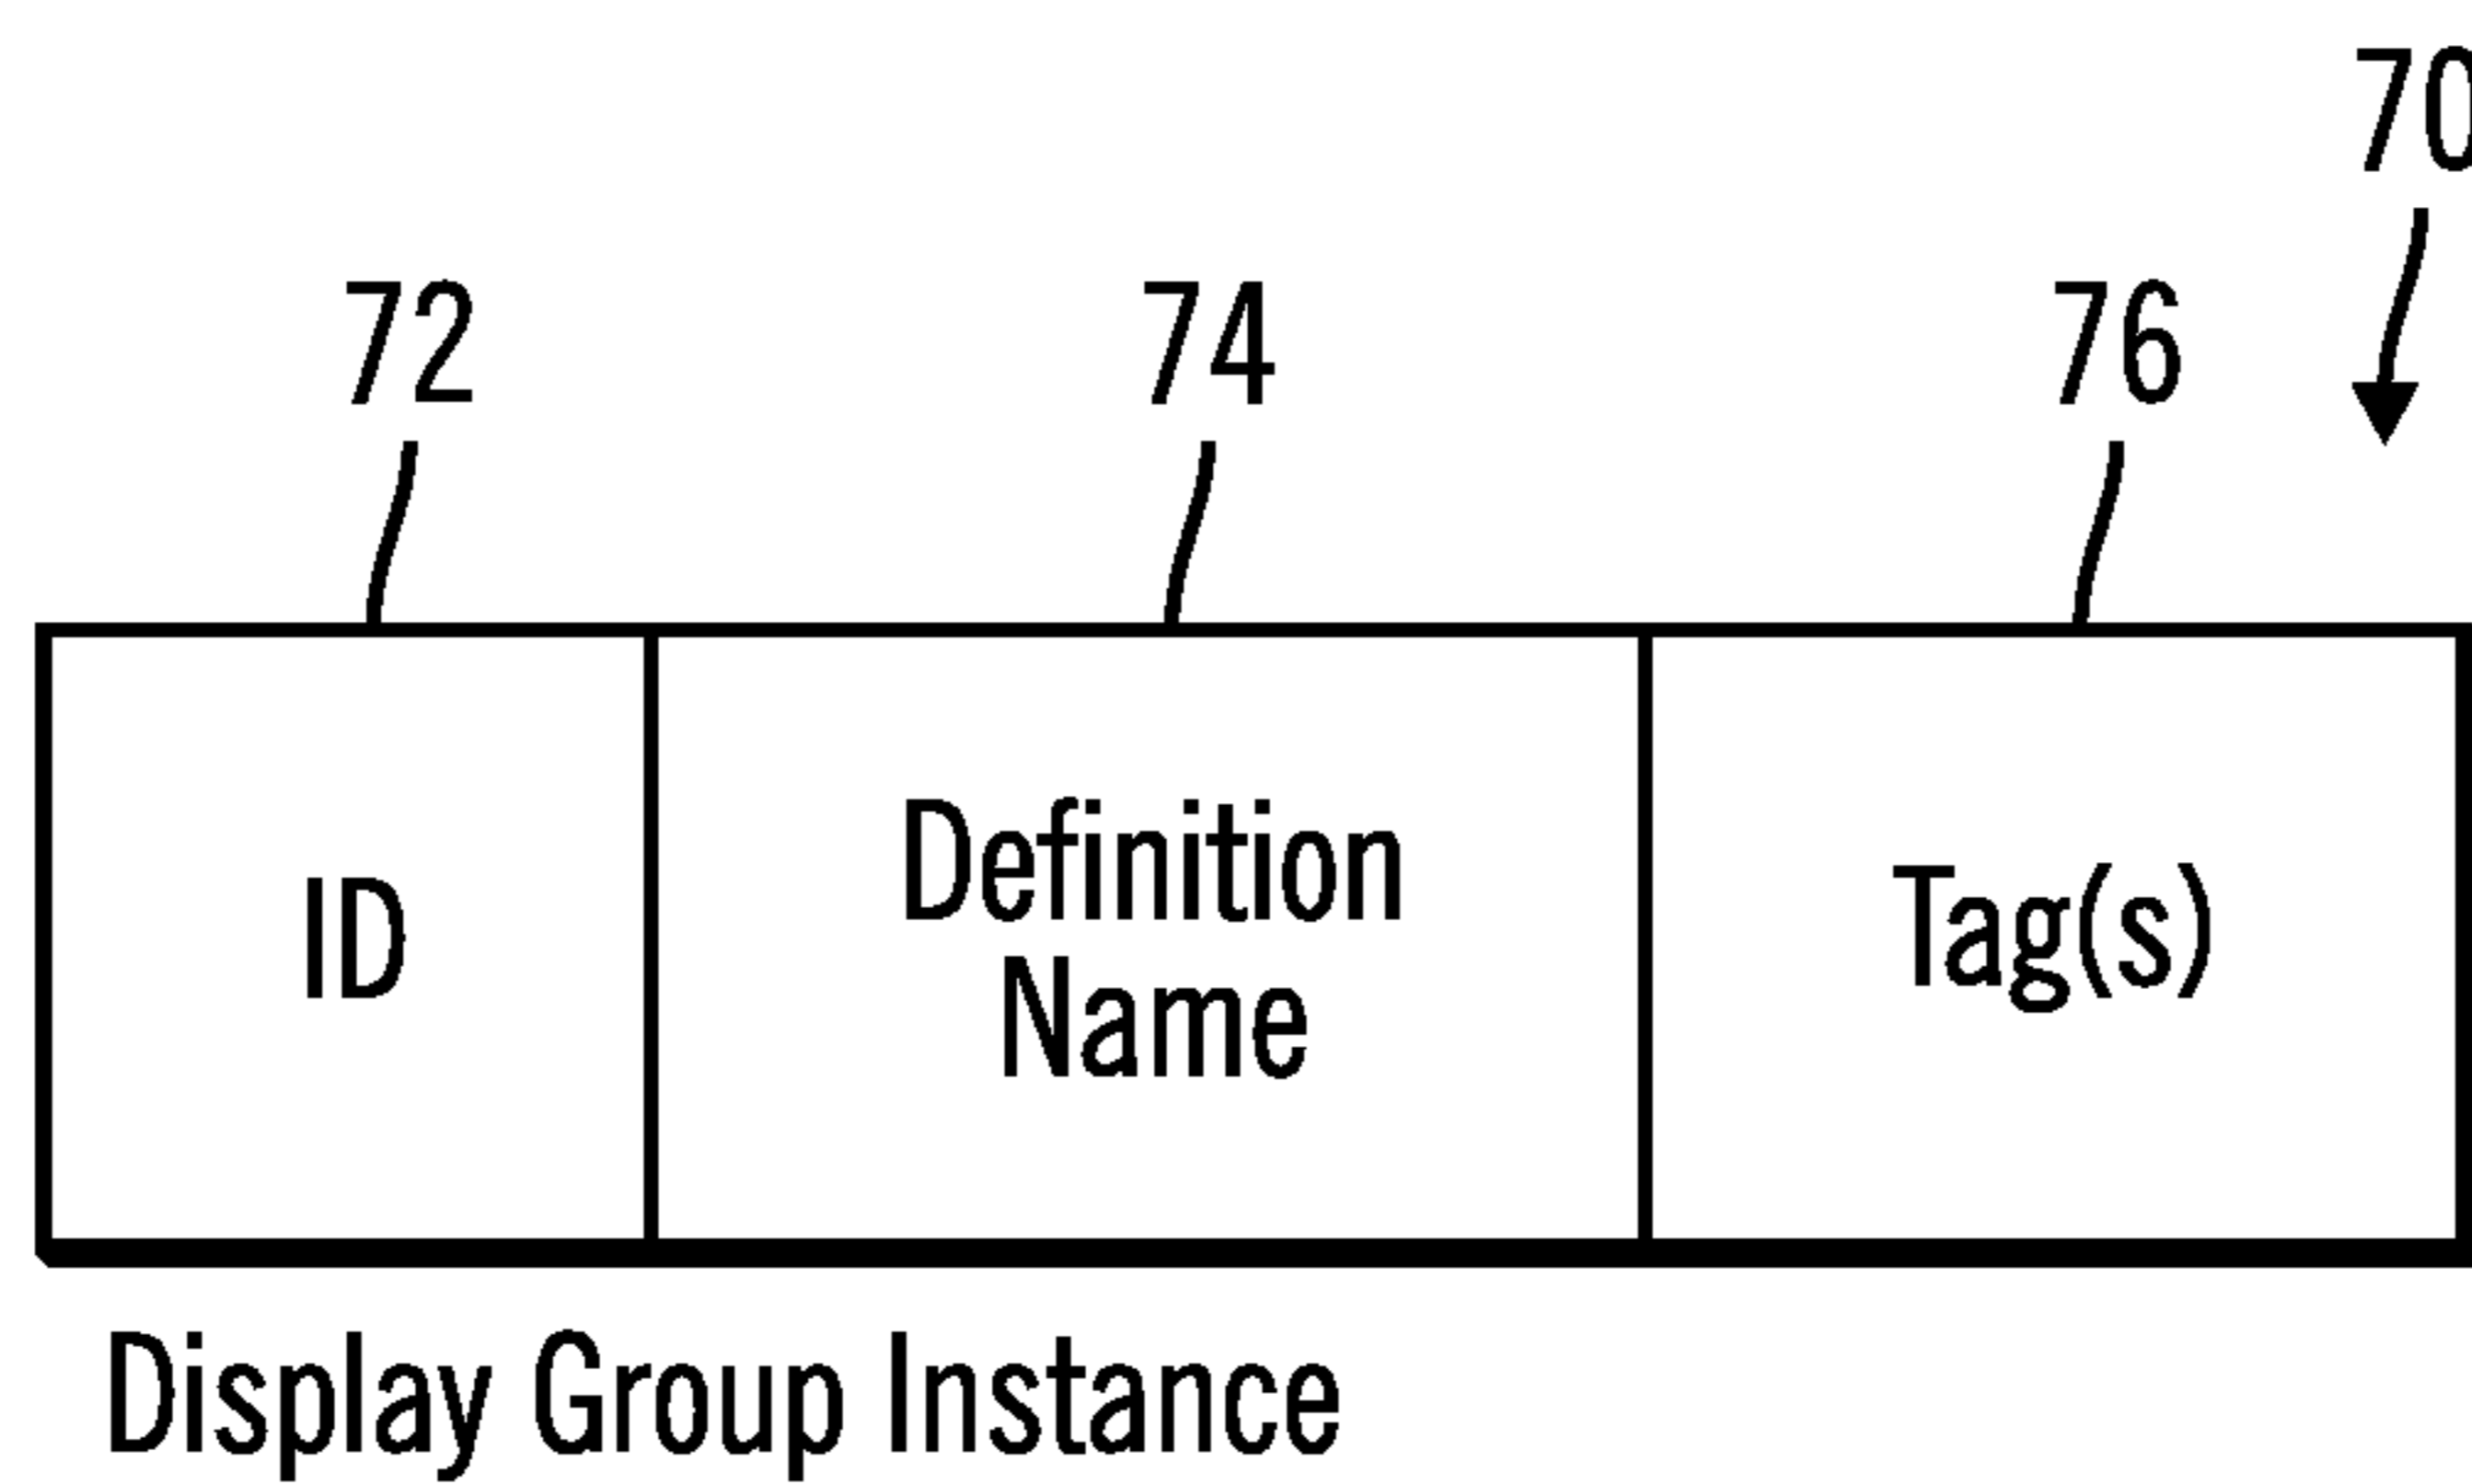 70
72 74 76
ID
Definition
Name
Tag(s)
Display Group Instance